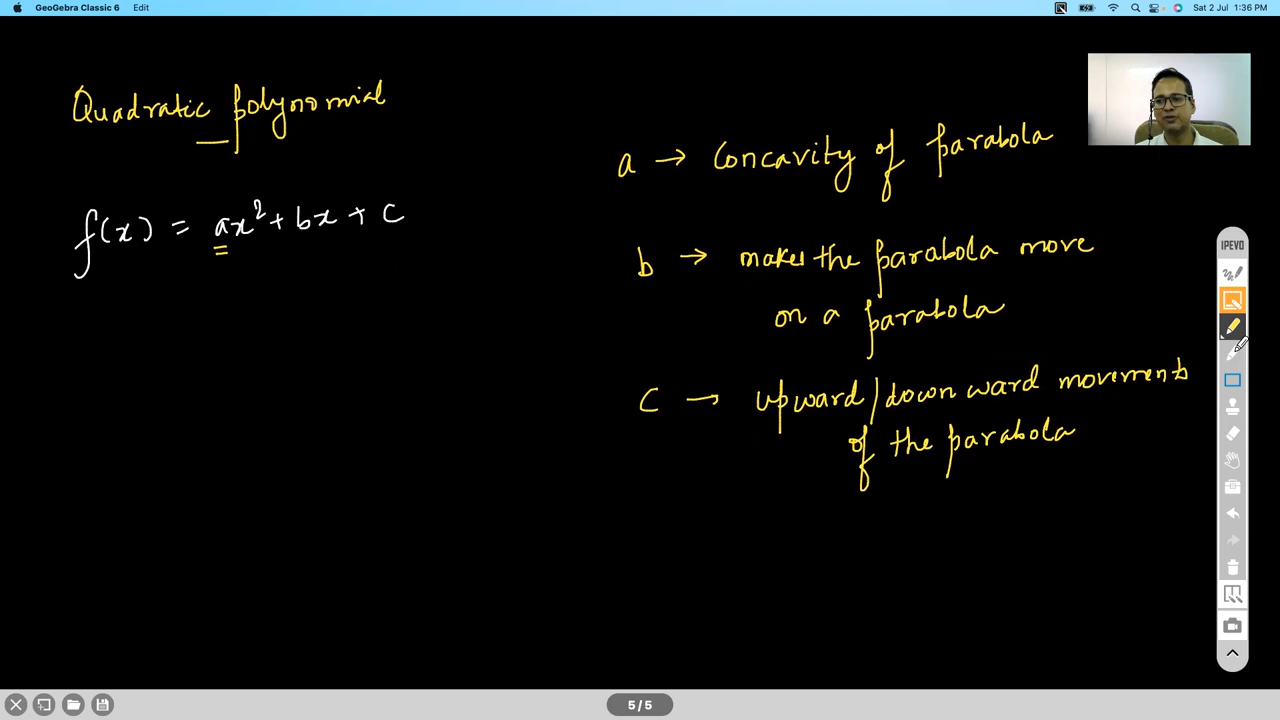 GeoGebra Classic 6 Edit
Sat 2 Jul 1:36 PM
Quadratic polynomial
f(x) = ax² + bx + c
a → Concavity of parabola
b → makes the parabola move
on a parabola
c → upward/downward movements
of the parabola
IPEVO
5/5